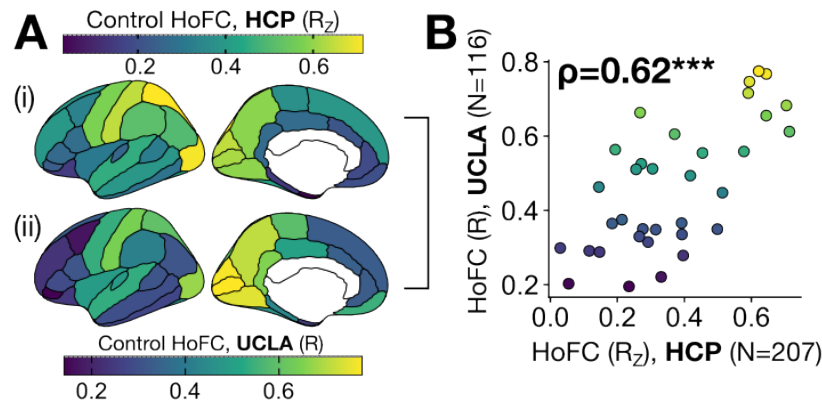 A
Control HoFC, HCP (RZ)
0.2 0.4 0.6
(i)
(ii)
Control HoFC, UCLA (R)
0.2 0.4 0.6
B
ρ=0.62***
HoFC (R), UCLA (N=116)
0.8
0.6
0.4
0.2
0.0 0.2 0.4 0.6
HoFC (RZ), HCP (N=207)